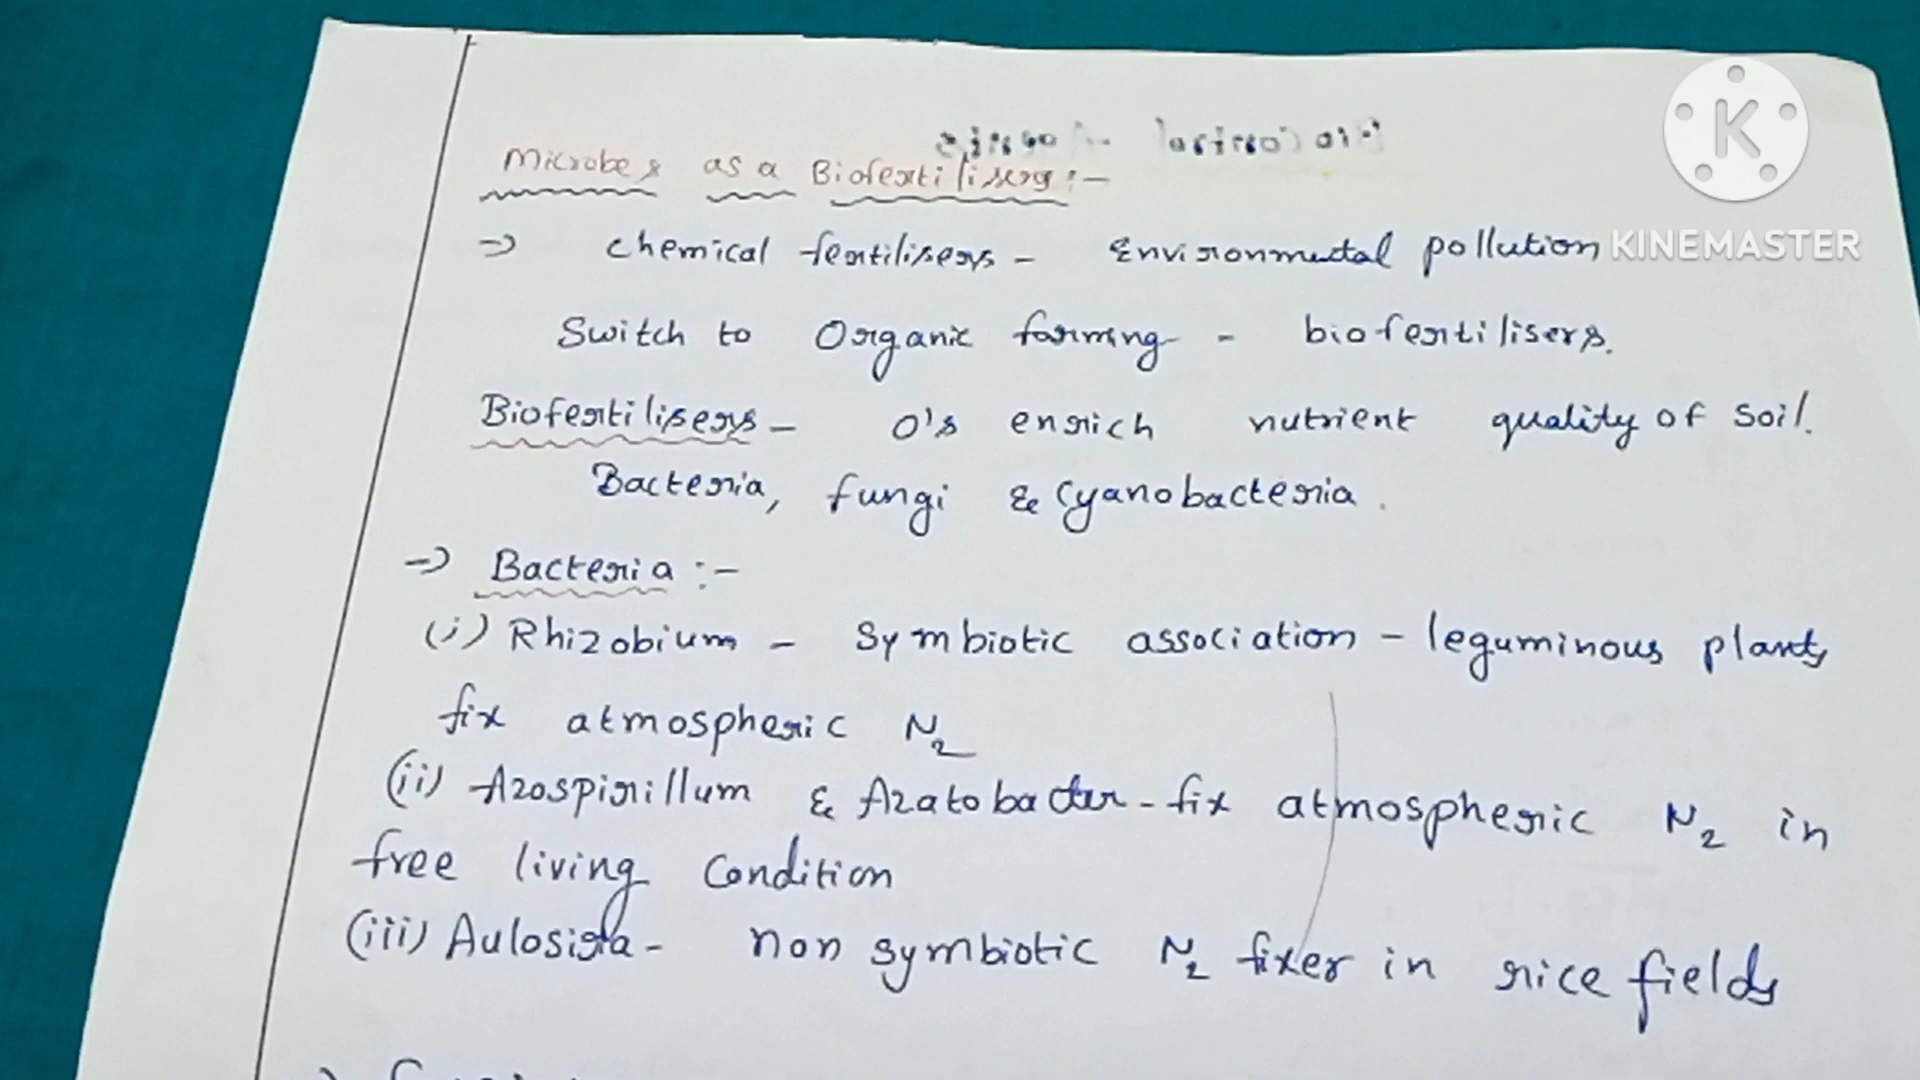 Microbes as a Biofertilisers:-
=> chemical fertilisers - Environmental pollution
KINEMASTER
Switch to Organic farming - biofertilisers.
Biofertilisers - O's enrich nutrient quality of soil.
Bacteria, fungi & Cyanobacteria.
=> Bacteria :-
(i) Rhizobium - Symbiotic association - leguminous plants
fix atmospheric N2
(ii) Azospirillum & Azatobacter - fix atmospheric N2 in
free living Condition
(iii) Aulosira - non symbiotic N2 fixer in rice fields